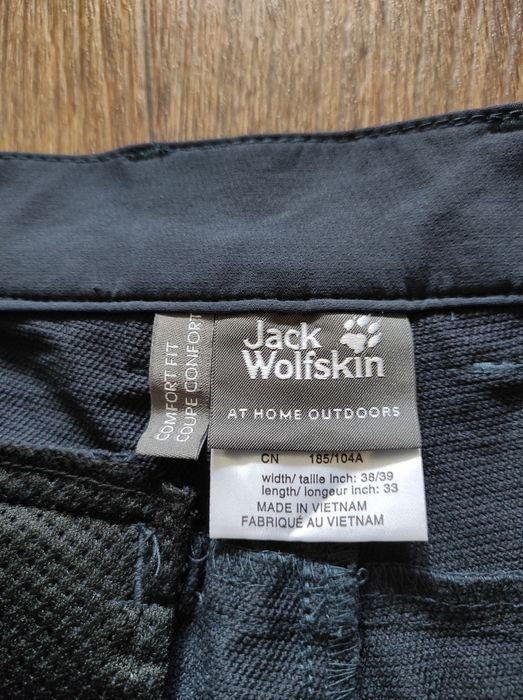 COMFORT FIT
COUPE CONFORT
Jack
Wolfskin
AT HOME OUTDOORS
CN 185/104A
width/ taille inch: 38/39
length/ longeur inch: 33
MADE IN VIETNAM
FABRIQUÉ AU VIETNAM